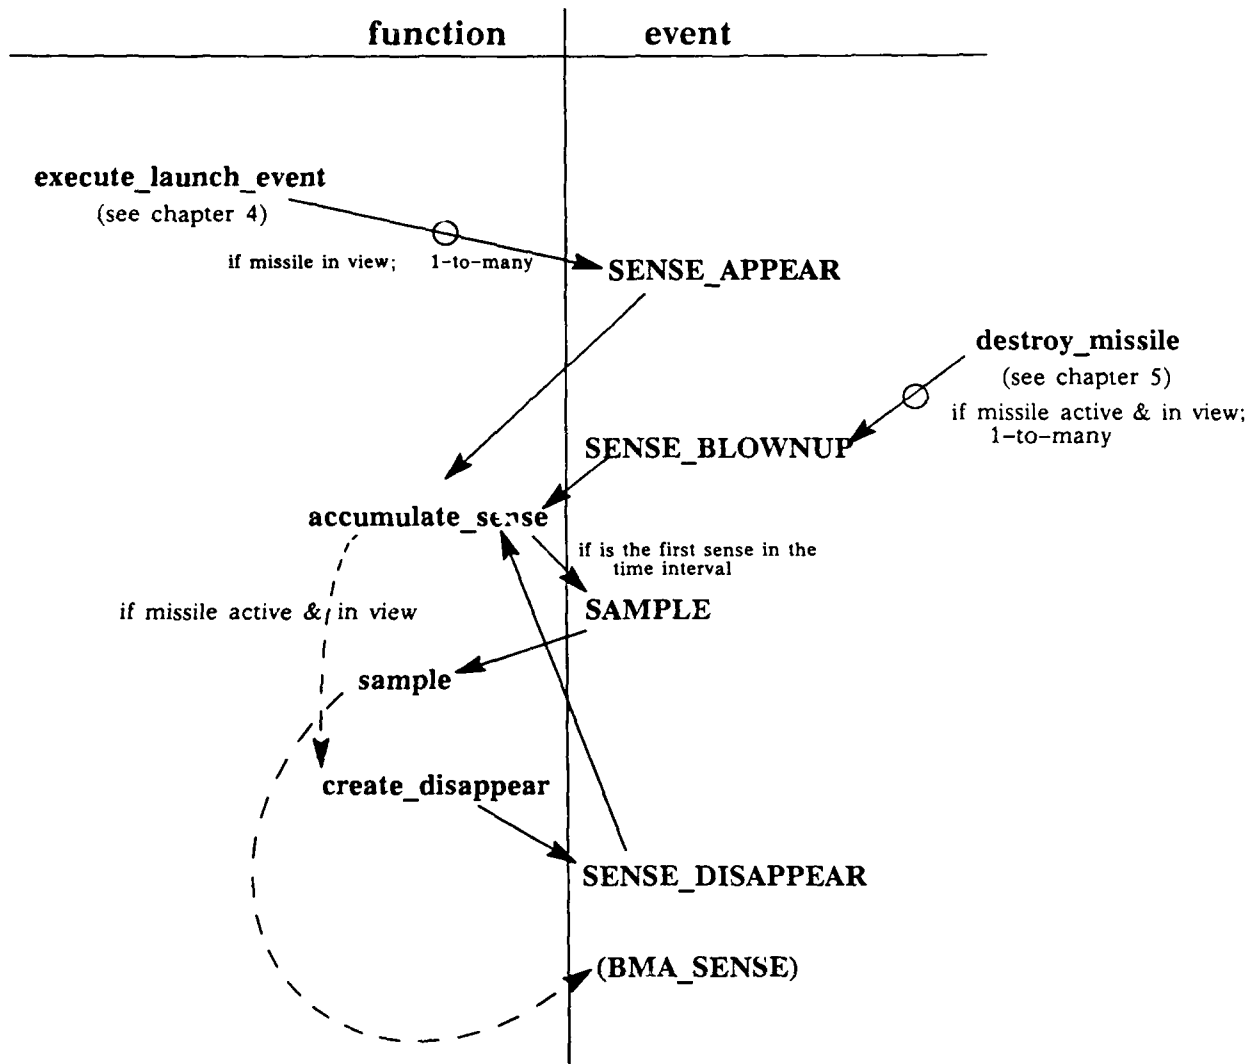 function event
execute_launch_event
(see chapter 4)
if missile in view; 1-to-many
SENSE_APPEAR
destroy_missile
(see chapter 5)
if missile active & in view;
1-to-many
SENSE_BLOWNUP
accumulate_sense
if is the first sense in the
time interval
SAMPLE
if missile active & in view
sample
create_disappear
SENSE_DISAPPEAR
(BMA_SENSE)